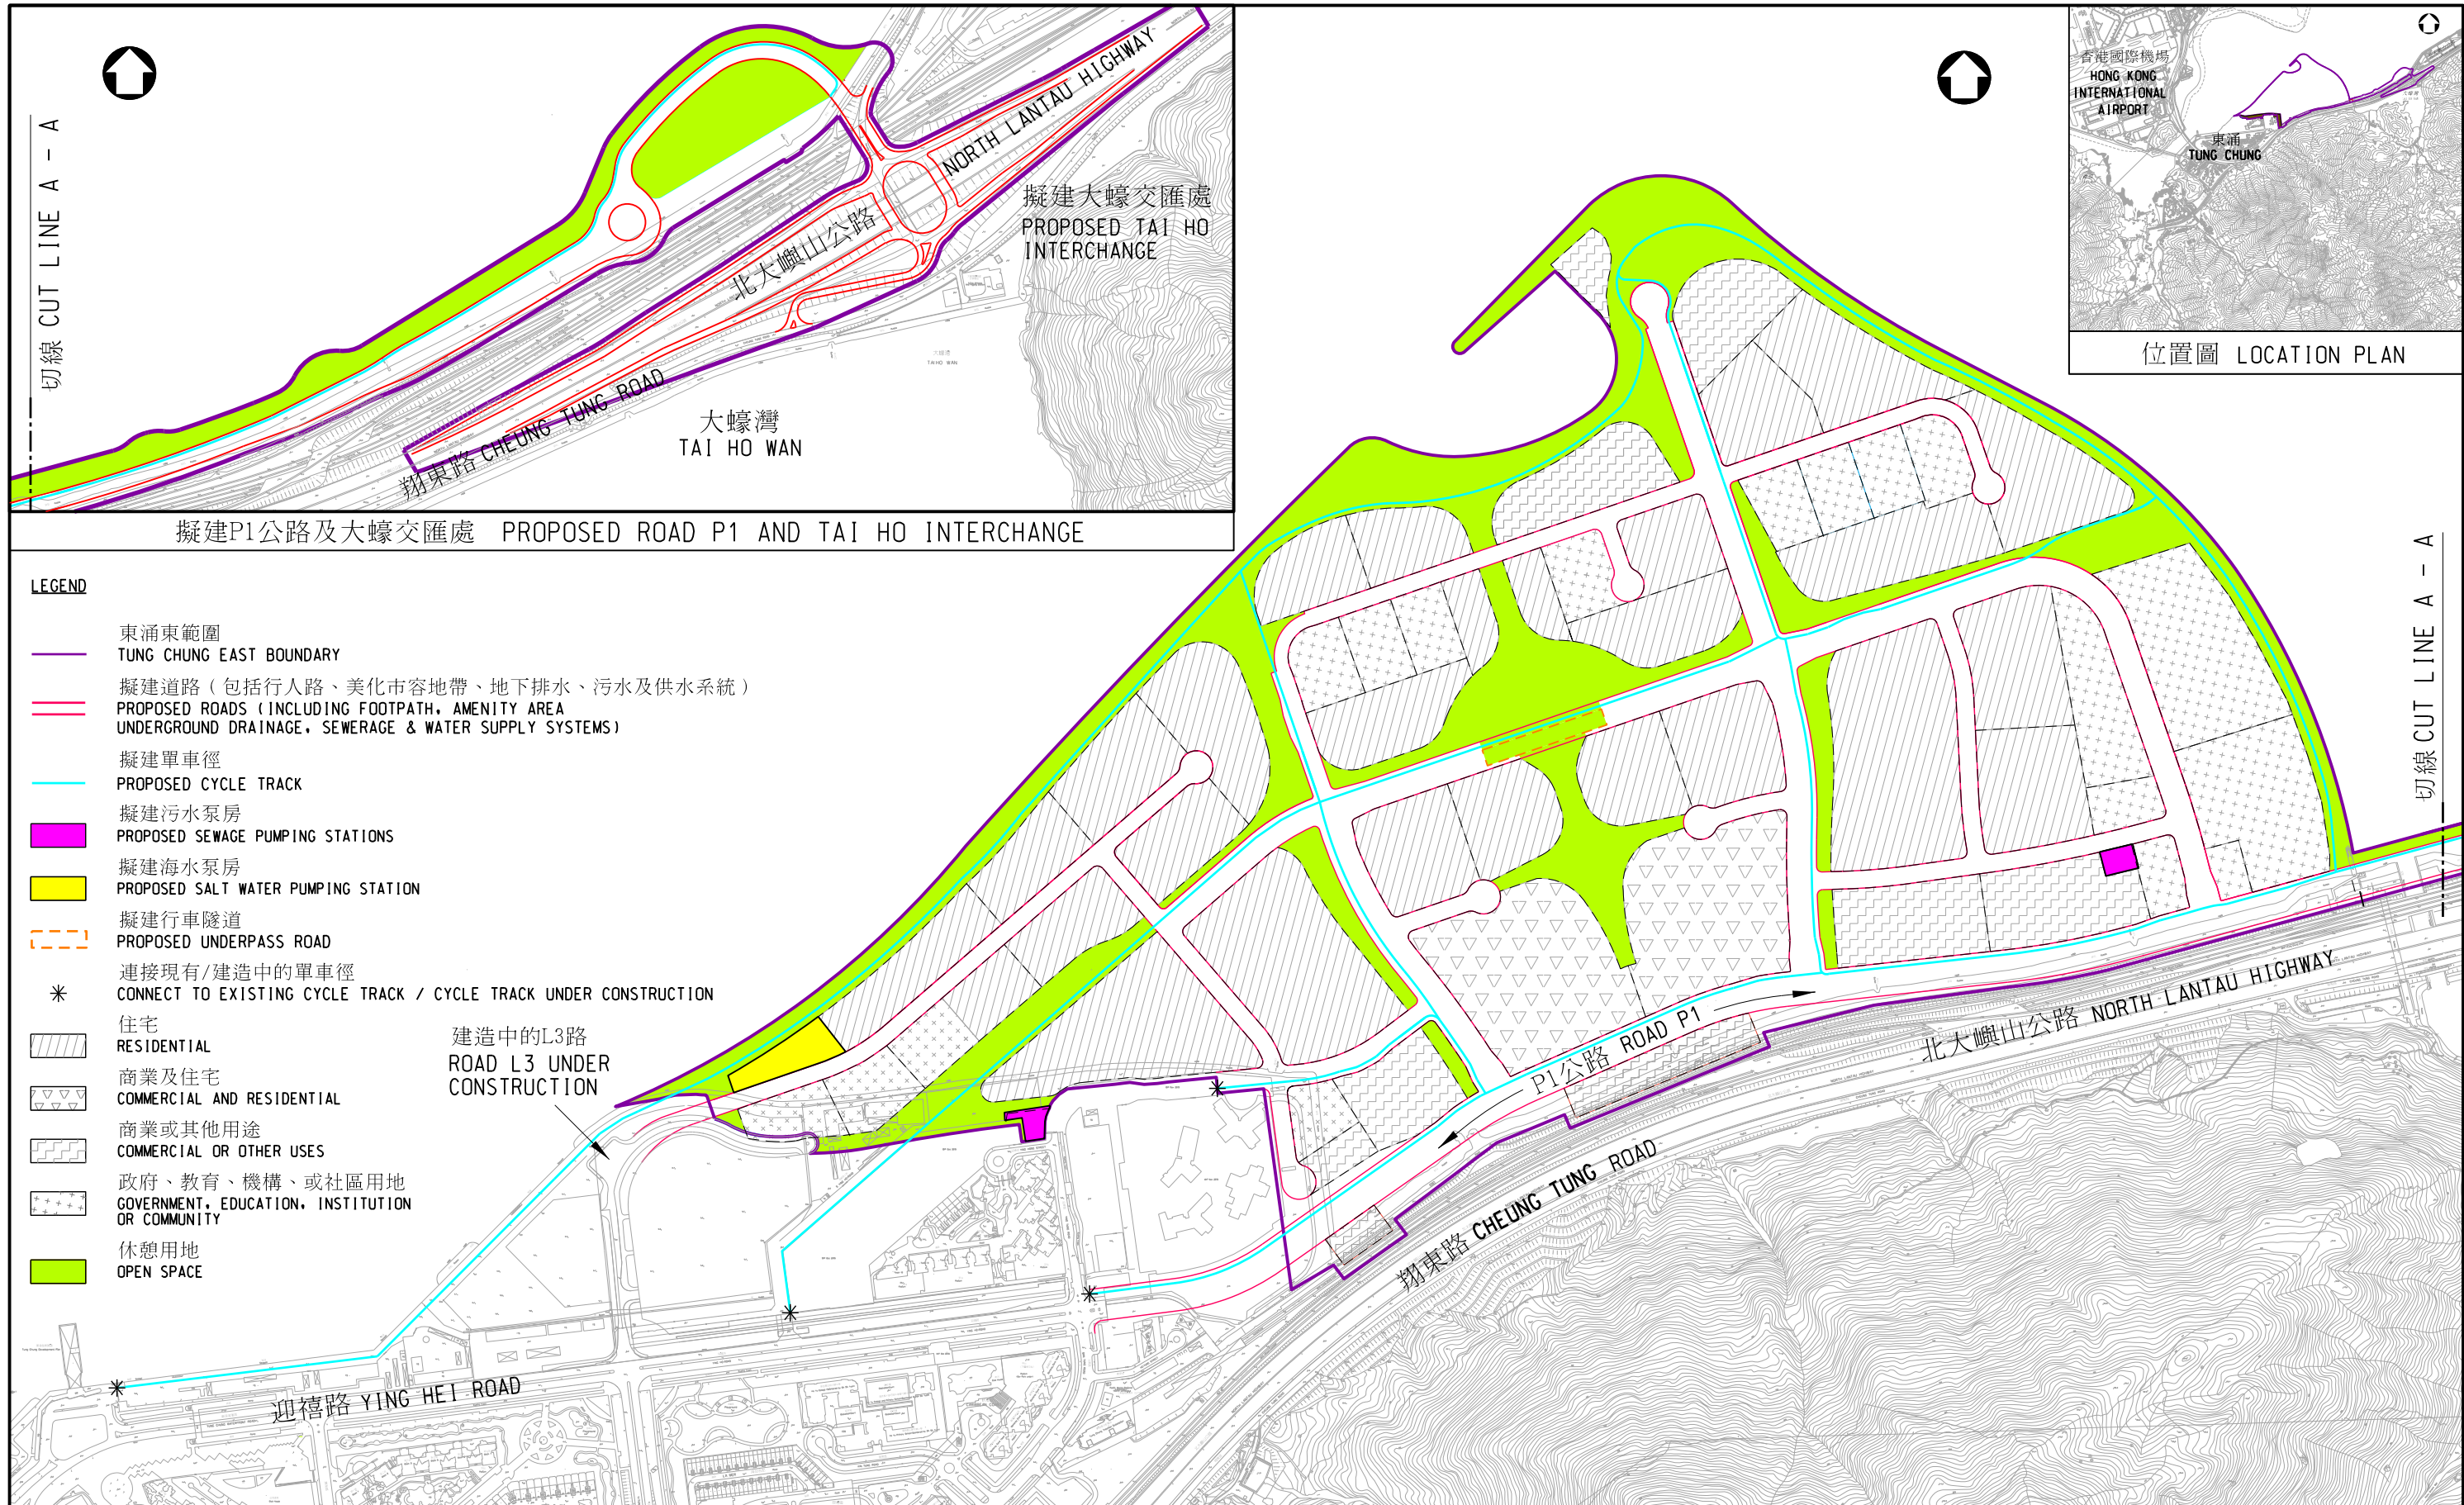 切線 CUT LINE A - A
北大嶼山公路
NORTH LANTAU HIGHWAY
擬建大蠔交匯處
PROPOSED TAI HO
INTERCHANGE
翔東路 CHEUNG TUNG ROAD
大蠔灣
TAI HO WAN
大蠔灣
TAI HO WAN
擬建P1公路及大蠔交匯處 PROPOSED ROAD P1 AND TAI HO INTERCHANGE
香港國際機場
HONG KONG
INTERNATIONAL
AIRPORT
東涌
TUNG CHUNG
位置圖 LOCATION PLAN
LEGEND
東涌東範圍
TUNG CHUNG EAST BOUNDARY
擬建道路（包括行人路、美化市容地帶、地下排水、污水及供水系統）
PROPOSED ROADS (INCLUDING FOOTPATH, AMENITY AREA
UNDERGROUND DRAINAGE, SEWERAGE & WATER SUPPLY SYSTEMS)
擬建單車徑
PROPOSED CYCLE TRACK
擬建污水泵房
PROPOSED SEWAGE PUMPING STATIONS
擬建海水泵房
PROPOSED SALT WATER PUMPING STATION
擬建行車隧道
PROPOSED UNDERPASS ROAD
連接現有/建造中的單車徑
CONNECT TO EXISTING CYCLE TRACK / CYCLE TRACK UNDER CONSTRUCTION
住宅
RESIDENTIAL
商業及住宅
COMMERCIAL AND RESIDENTIAL
商業或其他用途
COMMERCIAL OR OTHER USES
政府、教育、機構、或社區用地
GOVERNMENT, EDUCATION, INSTITUTION
OR COMMUNITY
休憩用地
OPEN SPACE
建造中的L3路
ROAD L3 UNDER
CONSTRUCTION
切線 CUT LINE A - A
P1公路 ROAD P1
北大嶼山公路 NORTH LANTAU HIGHWAY
翔東路 CHEUNG TUNG ROAD
迎禧路 YING HEI ROAD